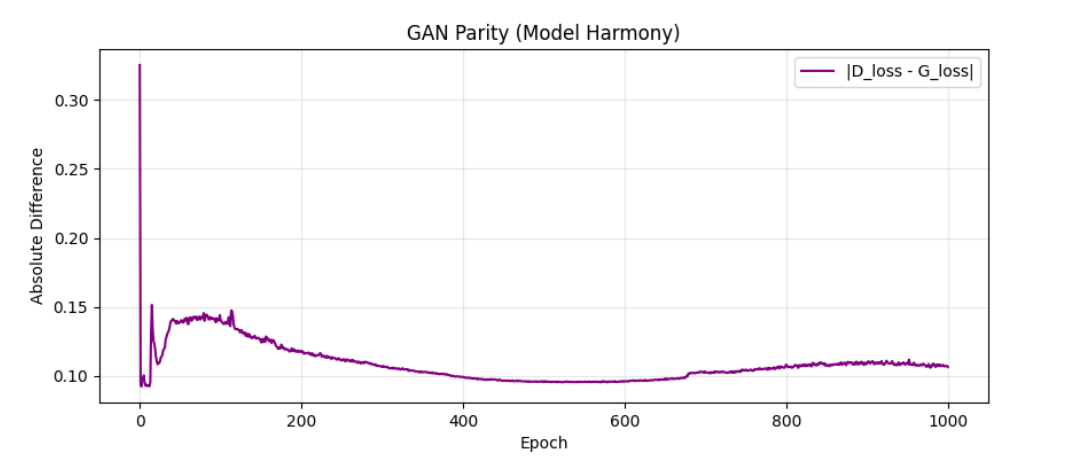 GAN Parity (Model Harmony)
|D_loss - G_loss|
Absolute Difference
0.30
0.25
0.20
0.15
0.10
0 200 400 600 800 1000
Epoch